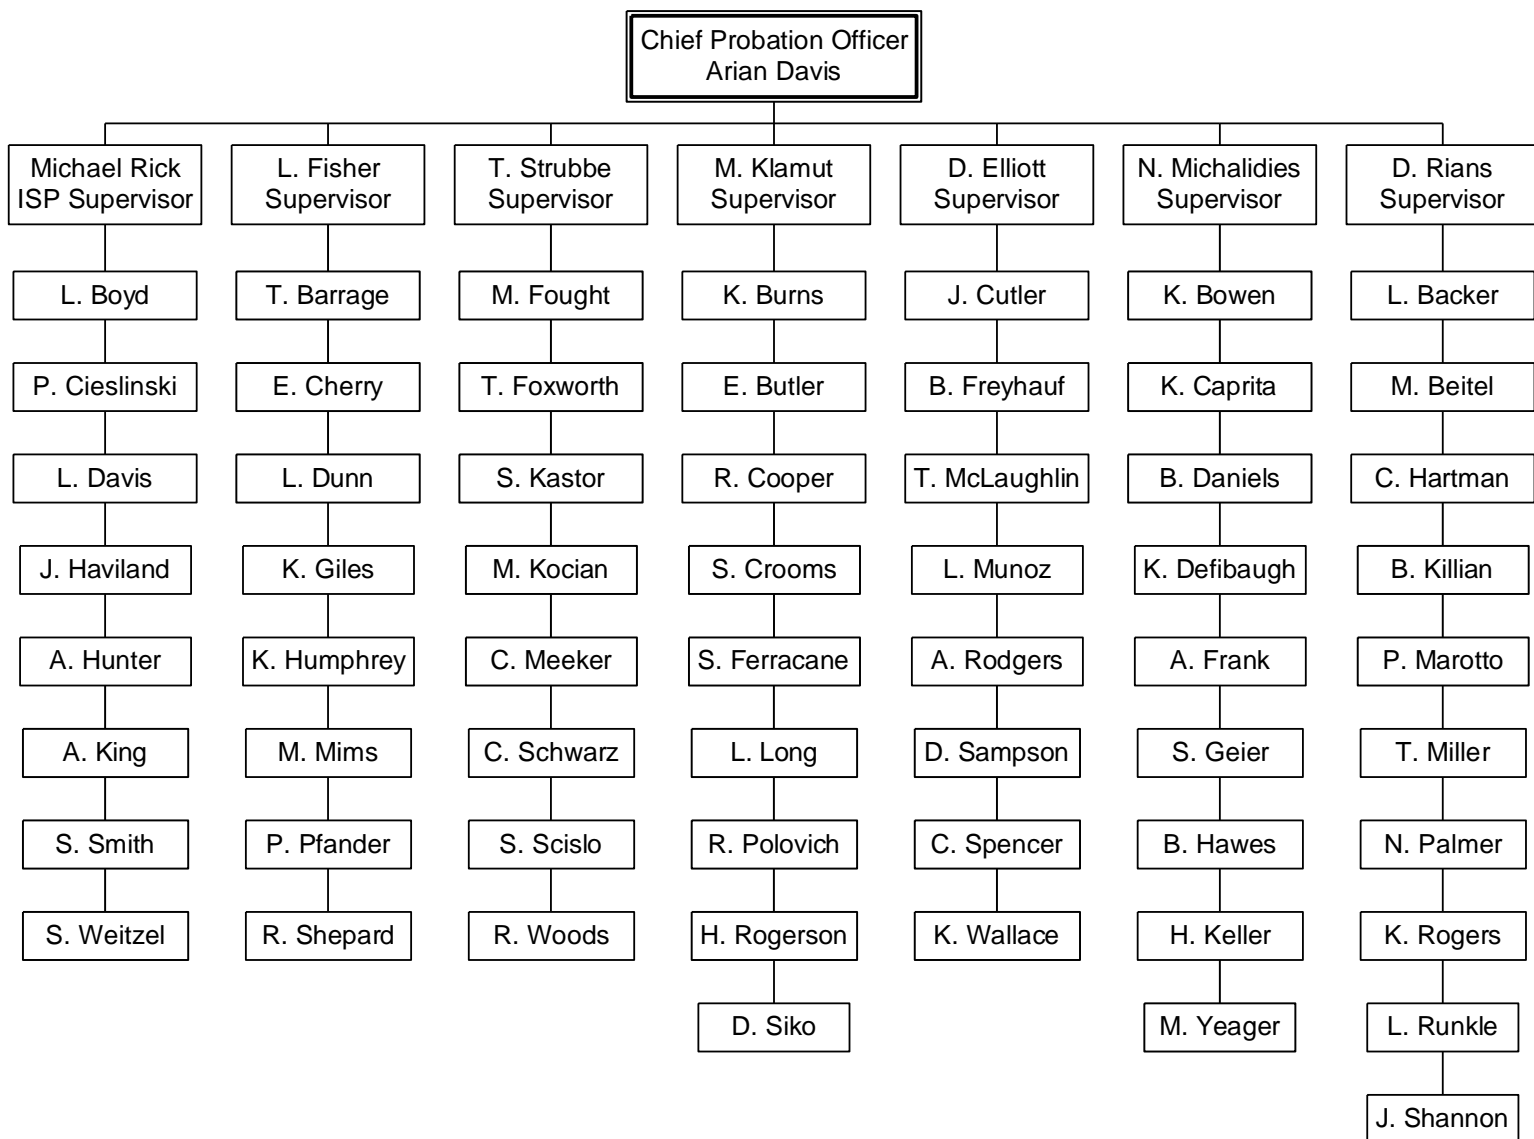 Chief Probation Officer
Arian Davis
Michael Rick
ISP Supervisor
L. Fisher
Supervisor
T. Strubbe
Supervisor
M. Klamut
Supervisor
D. Elliott
Supervisor
N. Michalidies
Supervisor
D. Rians
Supervisor
L. Boyd
T. Barrage
M. Fought
K. Burns
J. Cutler
K. Bowen
L. Backer
P. Cieslinski
E. Cherry
T. Foxworth
E. Butler
B. Freyhauf
K. Caprita
M. Beitel
L. Davis
L. Dunn
S. Kastor
R. Cooper
T. McLaughlin
B. Daniels
C. Hartman
J. Haviland
K. Giles
M. Kocian
S. Crooms
L. Munoz
K. Defibaugh
B. Killian
A. Hunter
K. Humphrey
C. Meeker
S. Ferracane
A. Rodgers
A. Frank
P. Marotto
A. King
M. Mims
C. Schwarz
L. Long
D. Sampson
S. Geier
T. Miller
S. Smith
P. Pfander
S. Scislo
R. Polovich
C. Spencer
B. Hawes
N. Palmer
S. Weitzel
R. Shepard
R. Woods
H. Rogerson
K. Wallace
H. Keller
K. Rogers
D. Siko
M. Yeager
L. Runkle
J. Shannon